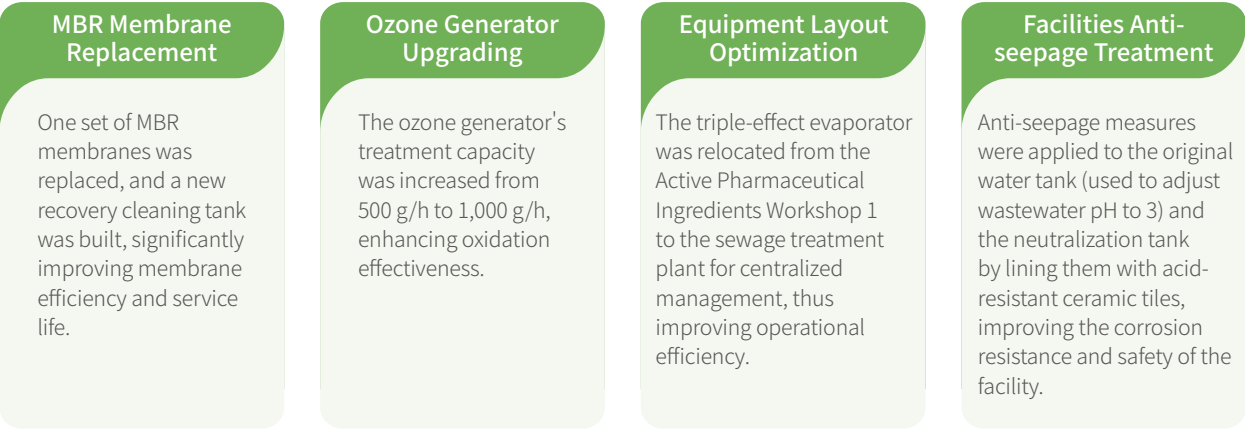 MBR Membrane
Replacement
One set of MBR
membranes was
replaced, and a new
recovery cleaning tank
was built, significantly
improving membrane
efficiency and service
life.
Ozone Generator
Upgrading
The ozone generator's
treatment capacity
was increased from
500 g/h to 1,000 g/h,
enhancing oxidation
effectiveness.
Equipment Layout
Optimization
The triple-effect evaporator
was relocated from the
Active Pharmaceutical
Ingredients Workshop 1
to the sewage treatment
plant for centralized
management, thus
improving operational
efficiency.
Facilities Anti-
seepage Treatment
Anti-seepage measures
were applied to the original
water tank (used to adjust
wastewater pH to 3) and
the neutralization tank
by lining them with acid-
resistant ceramic tiles,
improving the corrosion
resistance and safety of the
facility.